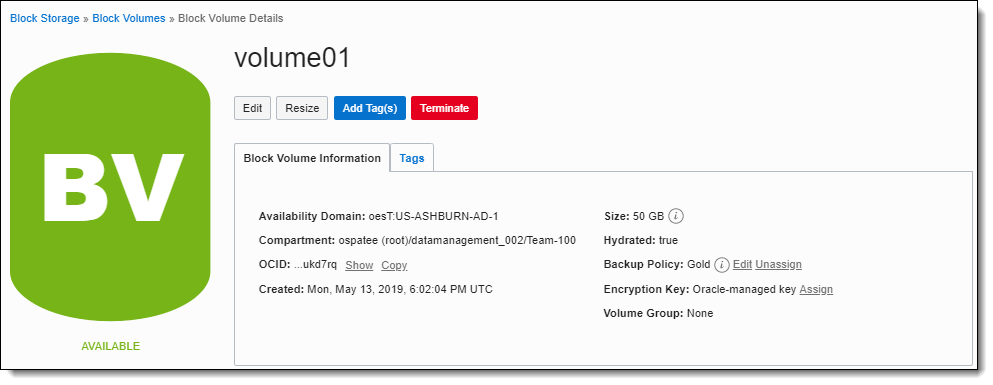 Block Storage » Block Volumes » Block Volume Details
BV
AVAILABLE
volume01
Edit Resize Add Tag(s) Terminate
Block Volume Information Tags
Availability Domain: oesT:US-ASHBURN-AD-1
Compartment: ospatee (root)/datamanagement_002/Team-100
OCID: ...ukd7rq Show Copy
Created: Mon, May 13, 2019, 6:02:04 PM UTC
Size: 50 GB i
Hydrated: true
Backup Policy: Gold i Edit Unassign
Encryption Key: Oracle-managed key Assign
Volume Group: None